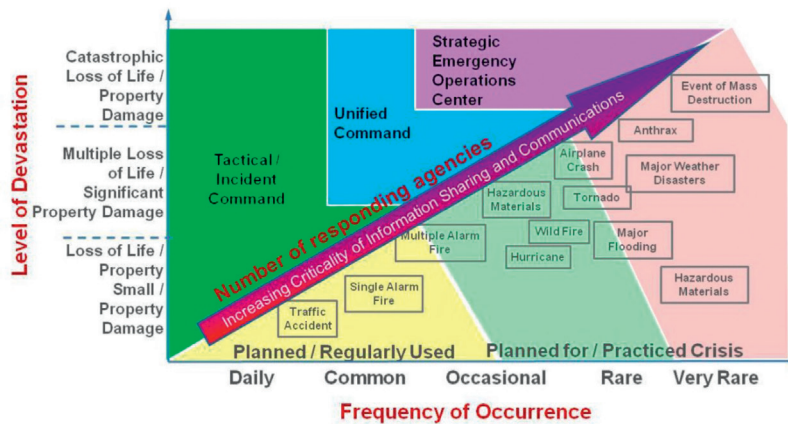 Level of Devastation
Catastrophic
Loss of Life /
Property
Damage
Multiple Loss
of Life /
Significant
Property Damage
Loss of Life /
Property
Small /
Property
Damage
Tactical /
Incident
Command
Unified
Command
Strategic
Emergency
Operations
Center
Number of responding agencies
Increasing Criticality of Information Sharing and Communications
Event of Mass
Destruction
Anthrax
Airplane
Crash
Major Weather
Disasters
Hazardous
Materials
Tornado
Multiple Alarm
Fire
Wild Fire
Major
Flooding
Hurricane
Single Alarm
Fire
Hazardous
Materials
Traffic
Accident
Planned / Regularly Used
Planned for / Practiced Crisis
Daily
Common
Occasional
Rare
Very Rare
Frequency of Occurrence